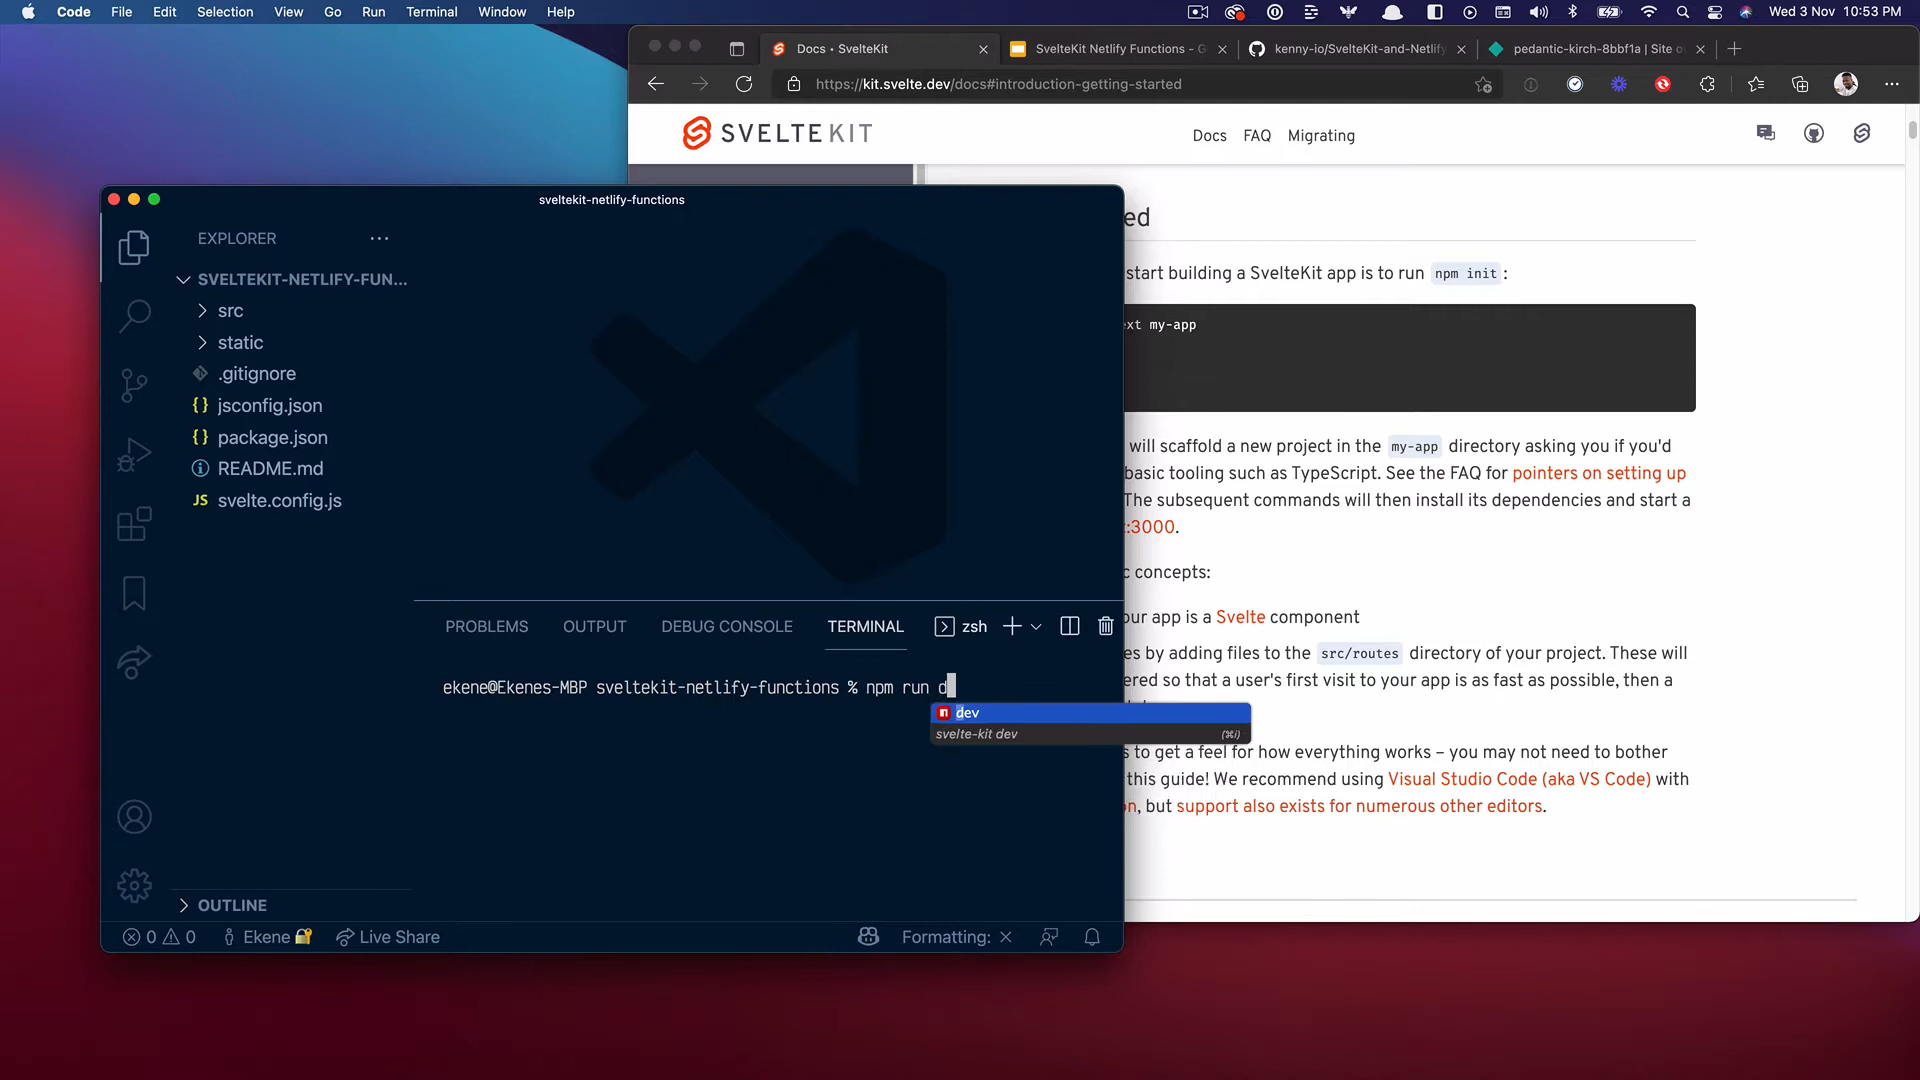 Code File Edit Selection View Go Run Terminal Window Help Wed 3 Nov 10:53 PM
Docs • SvelteKit
SvelteKit Netlify Functions - G
kenny-io/SvelteKit-and-Netlify
pedantic-kirch-8bbf1a | Site o
https://kit.svelte.dev/docs#introduction-getting-started
SVELTEKIT Docs FAQ Migrating
sveltekit-netlify-functions
EXPLORER ...
SVELTEKIT-NETLIFY-FUN...
src
static
.gitignore
{} jsconfig.json
{} package.json
README.md
JS svelte.config.js
OUTLINE
PROBLEMS OUTPUT DEBUG CONSOLE TERMINAL zsh
ekene@Ekenes-MBP sveltekit-netlify-functions % npm run d
dev
svelte-kit dev (⌘i)
0 0 Ekene Live Share Formatting: ×
ed
start building a SvelteKit app is to run npm init:
ext my-app
will scaffold a new project in the my-app directory asking you if you'd
basic tooling such as TypeScript. See the FAQ for pointers on setting up
The subsequent commands will then install its dependencies and start a
:3000.
c concepts:
our app is a Svelte component
es by adding files to the src/routes directory of your project. These will
ered so that a user's first visit to your app is as fast as possible, then a
s to get a feel for how everything works – you may not need to bother
this guide! We recommend using Visual Studio Code (aka VS Code) with
on, but support also exists for numerous other editors.